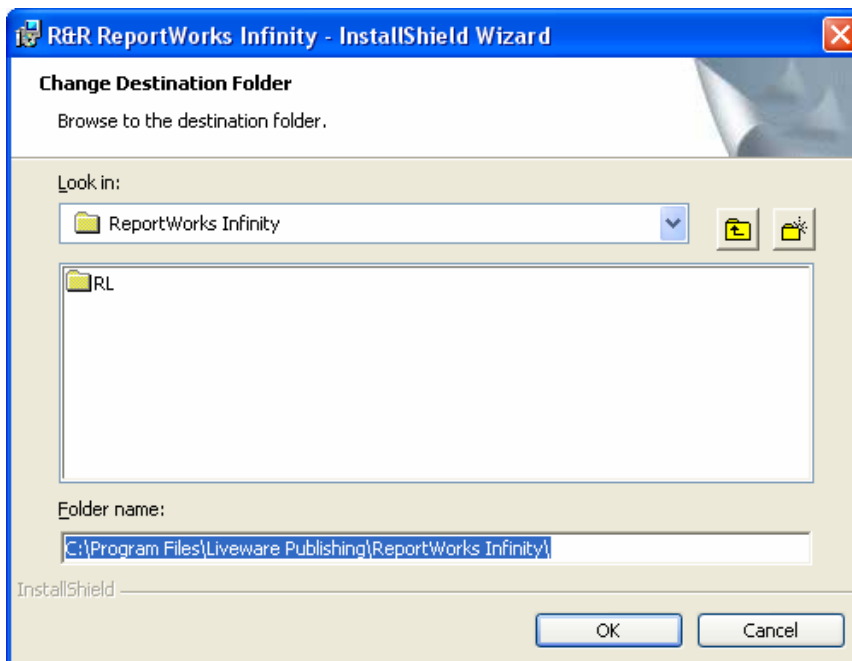 R&R ReportWorks Infinity - InstallShield Wizard
Change Destination Folder
Browse to the destination folder.
Look in:
ReportWorks Infinity
RL
Folder name:
C:\Program Files\Liveware Publishing\ReportWorks Infinity\
InstallShield
OK Cancel